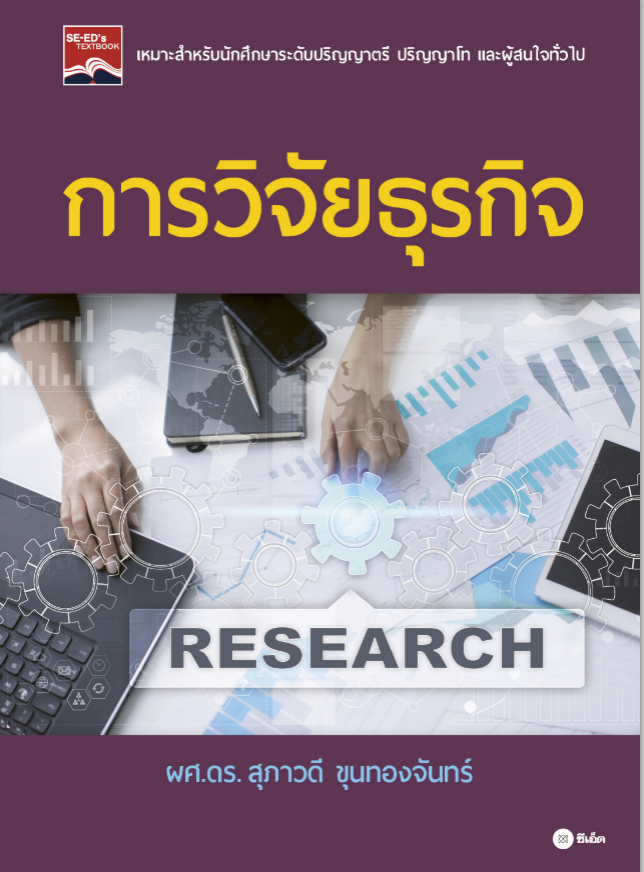 SE-ED's
TEXTBOOK
เหมาะสำหรับนักศึกษาระดับปริญญาตรี ปริญญาโท และผู้สนใจทั่วไป
การวิจัยธุรกิจ
RESEARCH
ผศ.ดร. สุภาวดี ขุนทองจันทร์
ซีเอ็ด